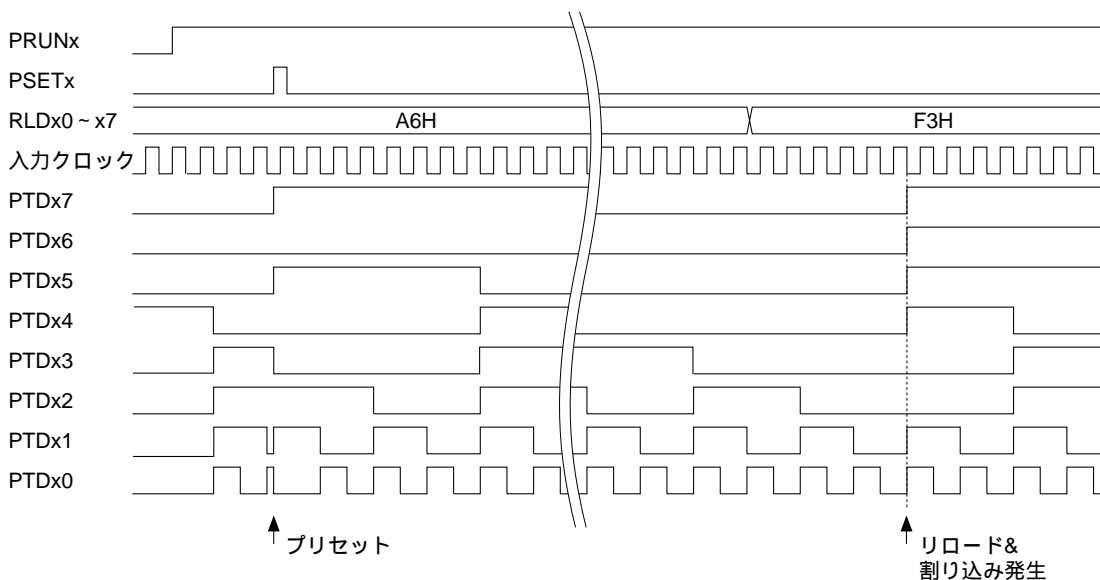 PRUNx
PSETx
RLDx0 ~ x7 A6H F3H
入力クロック
PTDx7
PTDx6
PTDx5
PTDx4
PTDx3
PTDx2
PTDx1
PTDx0
プリセット
リロード&
割り込み発生